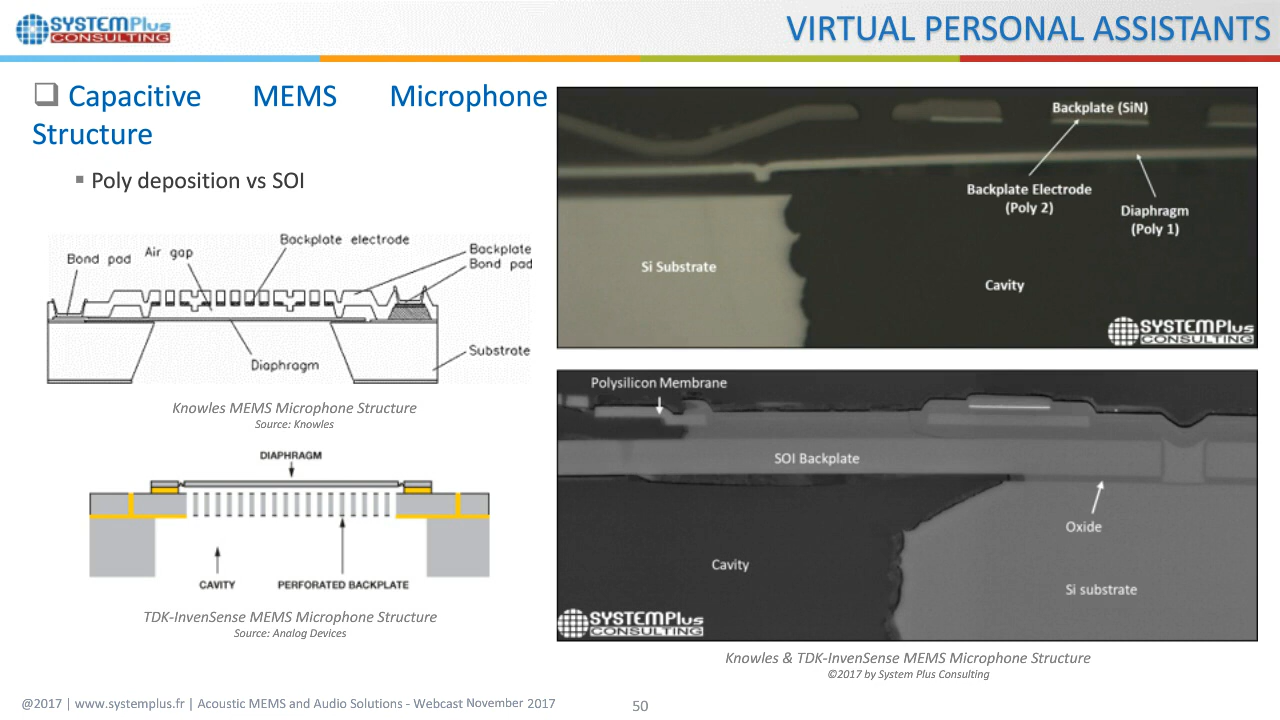 SYSTEMPlus
CONSULTING
VIRTUAL PERSONAL ASSISTANTS
Capacitive MEMS Microphone
Structure
Poly deposition vs SOI
Backplate electrode
Air gap
Backplate
Bond pad
Bond pad
Diaphragm
Substrate
Knowles MEMS Microphone Structure
Source: Knowles
DIAPHRAGM
CAVITY
PERFORATED BACKPLATE
TDK-InvenSense MEMS Microphone Structure
Source: Analog Devices
Backplate (SiN)
Backplate Electrode
(Poly 2)
Diaphragm
(Poly 1)
Si Substrate
Cavity
SYSTEMPlus
CONSULTING
Polysilicon Membrane
SOI Backplate
Oxide
Cavity
Si substrate
SYSTEMPlus
CONSULTING
Knowles & TDK-InvenSense MEMS Microphone Structure
©2017 by System Plus Consulting
@2017 | www.systemplus.fr | Acoustic MEMS and Audio Solutions - Webcast November 2017
50